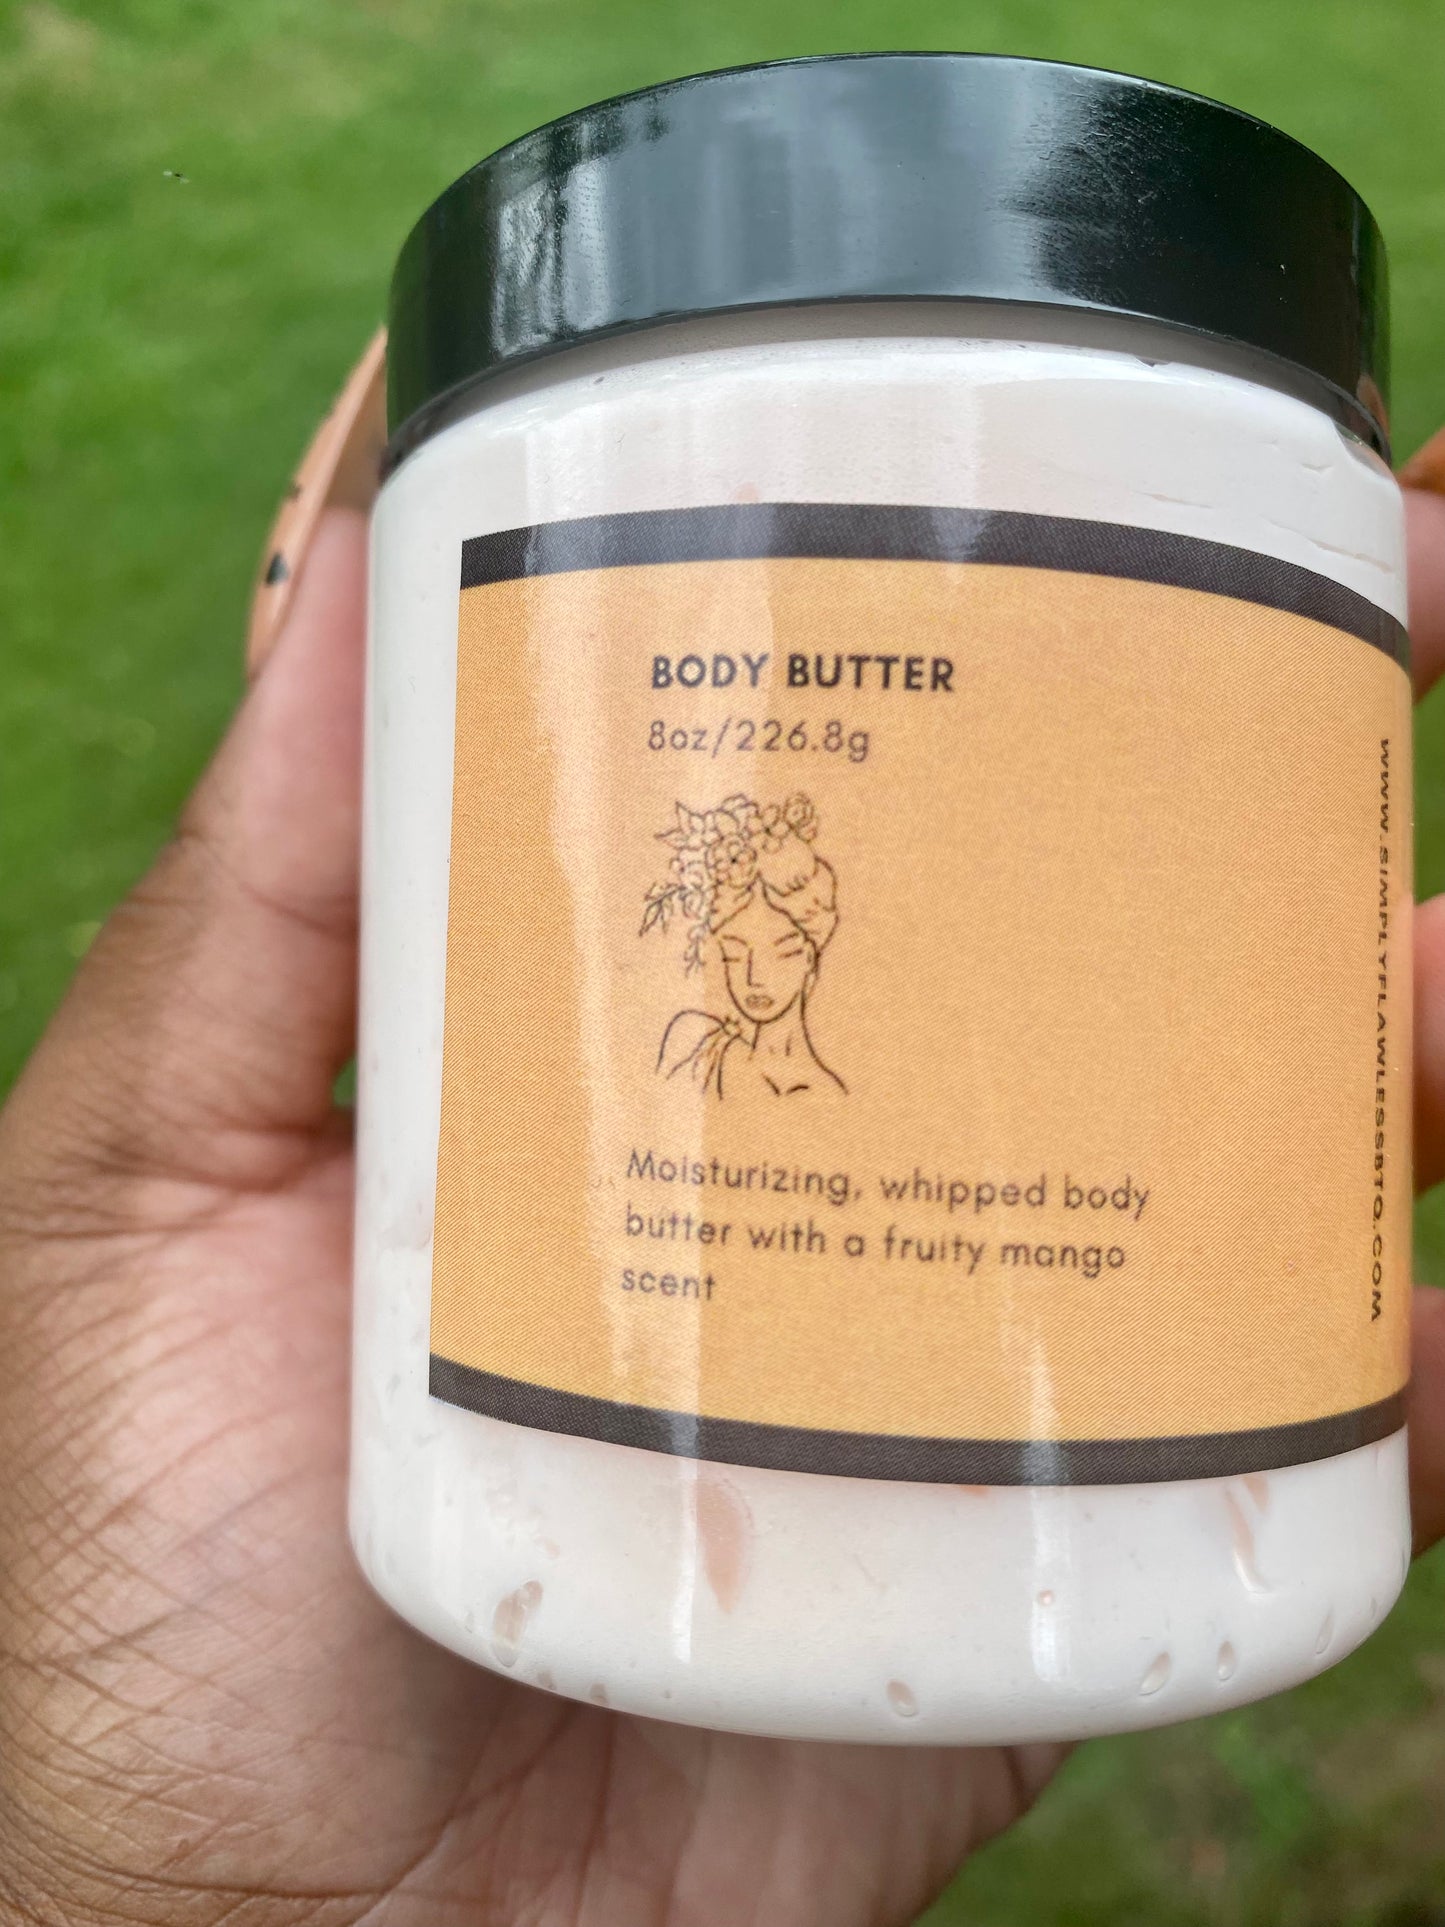 BODY BUTTER
8oz/226.8g
Moisturizing, whipped body
butter with a fruity mango
scent
WWW.SIMPLYFLAWLESSBTQ.COM